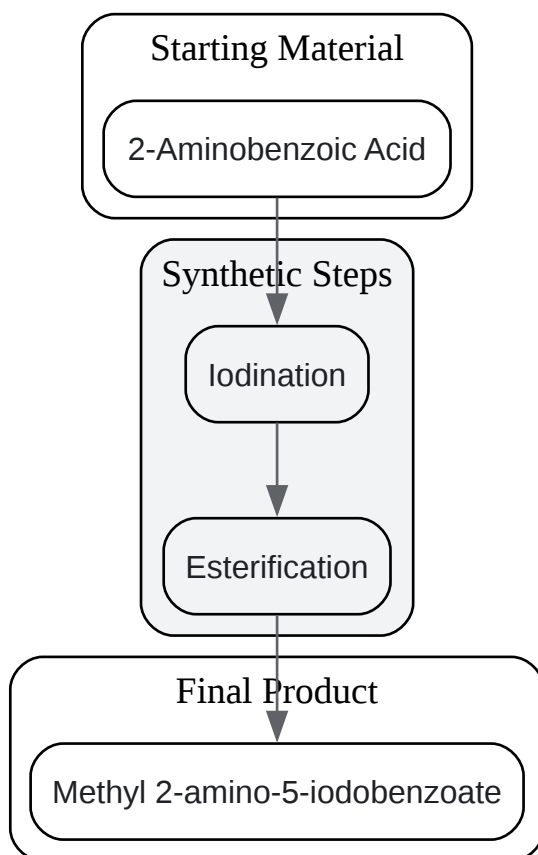 Starting Material
2-Aminobenzoic Acid
Synthetic Steps
Iodination
Esterification
Final Product
Methyl 2-amino-5-iodobenzoate